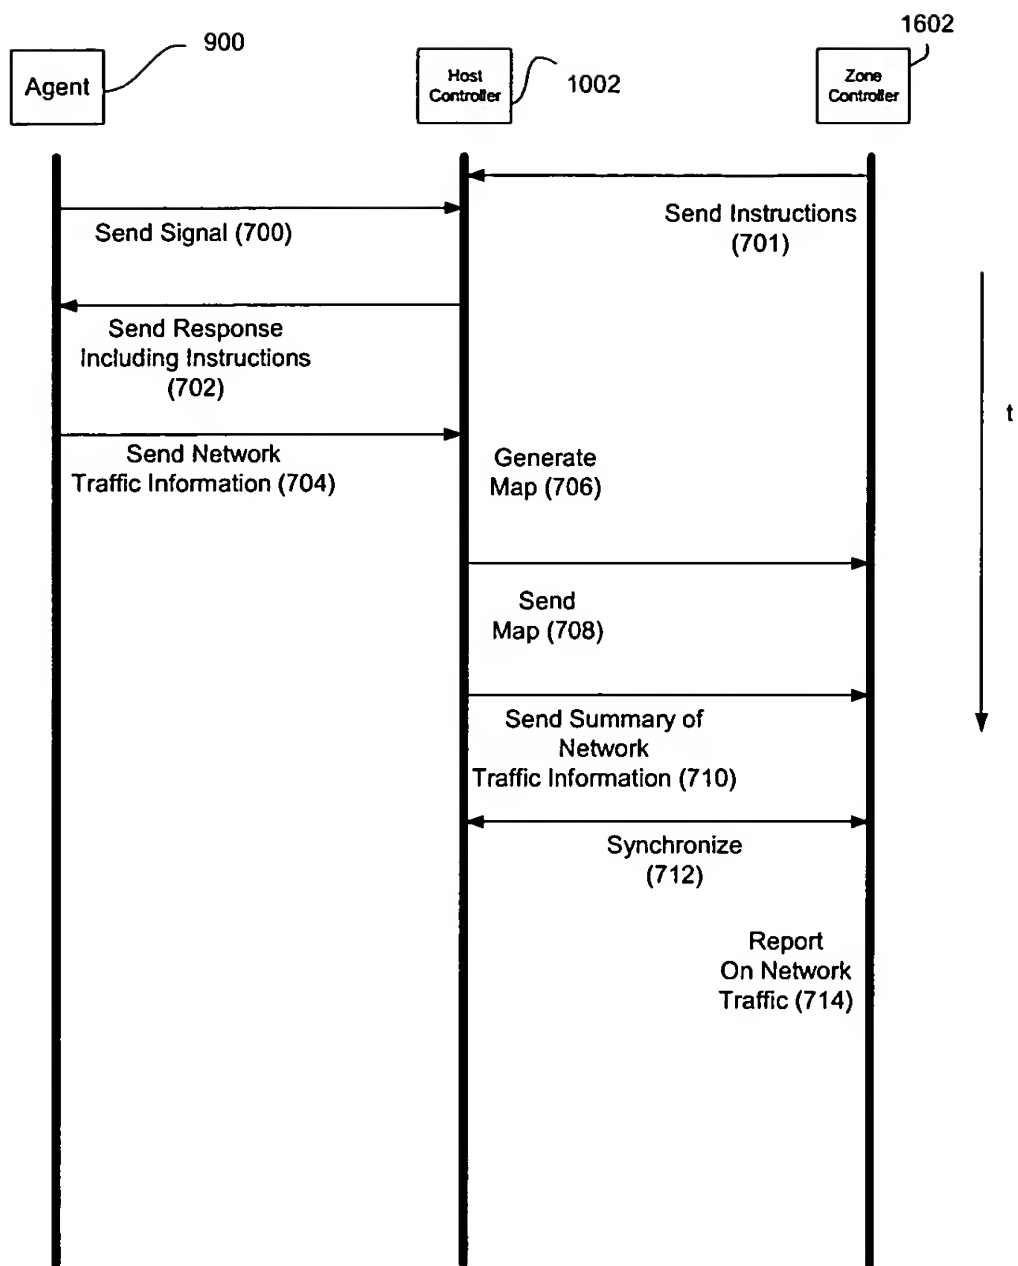 900
1602
Agent
Host
Controller
1002
Zone
Controller
Send Instructions
(701)
Send Signal (700)
Send Response
Including Instructions
(702)
t
Send Network
Traffic Information (704)
Generate
Map (706)
Send
Map (708)
Send Summary of
Network
Traffic Information (710)
Synchronize
(712)
Report
On Network
Traffic (714)